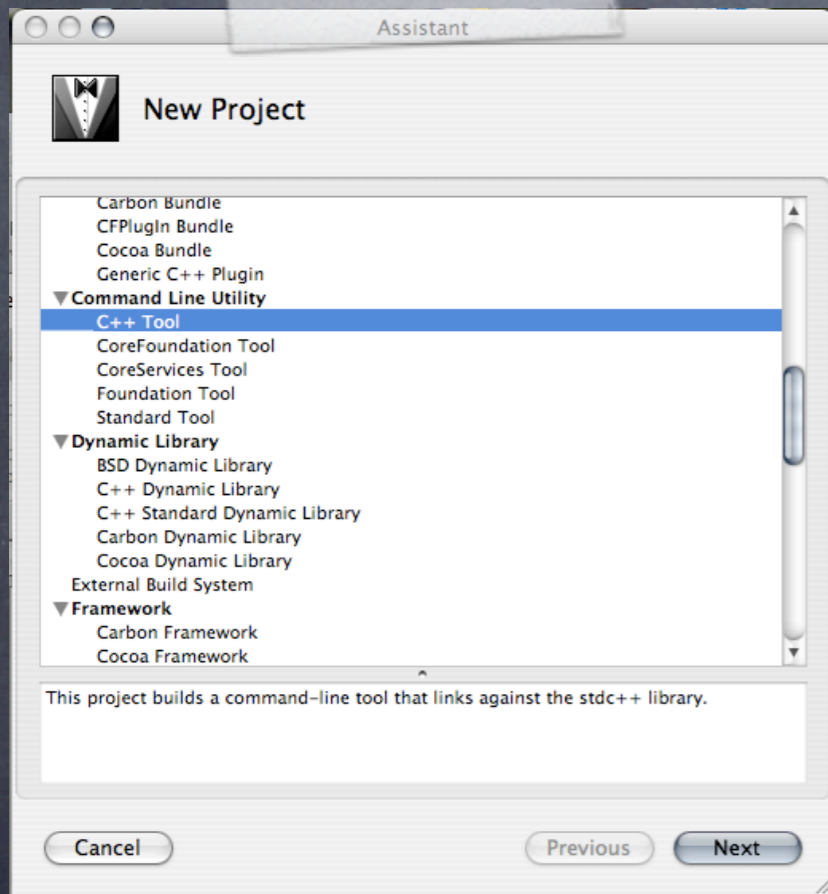 Assistant
New Project
Carbon Bundle
CFPlugIn Bundle
Cocoa Bundle
Generic C++ Plugin
Command Line Utility
C++ Tool
CoreFoundation Tool
CoreServices Tool
Foundation Tool
Standard Tool
Dynamic Library
BSD Dynamic Library
C++ Dynamic Library
C++ Standard Dynamic Library
Carbon Dynamic Library
Cocoa Dynamic Library
External Build System
Framework
Carbon Framework
Cocoa Framework
This project builds a command-line tool that links against the stdc++ library.
Cancel
Previous
Next